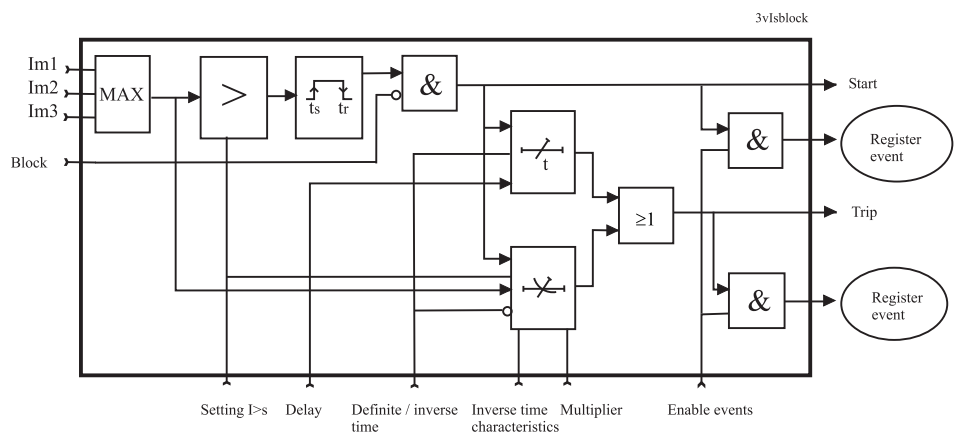 3vIsblock
Im1
Im2
Im3
MAX
>
ts
tr
&
Start
Block
t
&
Register
event
≥1
Trip
&
Register
event
Setting I>s
Delay
Definite / inverse
time
Inverse time
characteristics
Multiplier
Enable events